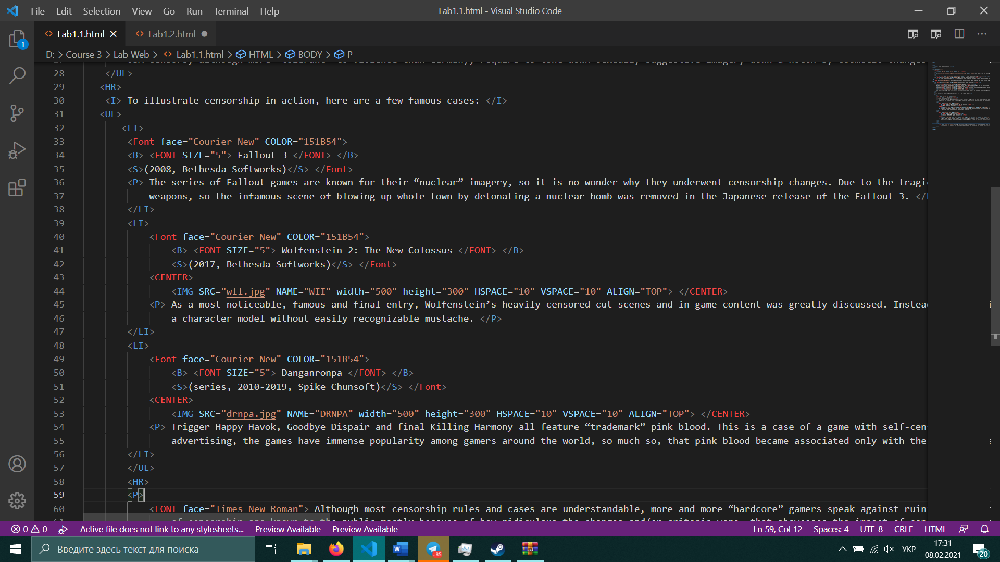 File Edit Selection View Go Run Terminal Help
Lab1.1.html - Visual Studio Code
Lab1.1.html
Lab1.2.html
D: > Course 3 > Lab Web > Lab1.1.html > HTML > BODY > P
28 </UL>
29 <HR>
30 <I> To illustrate censorship in action, here are a few famous cases: </I>
31 <UL>
32 <LI>
33 <Font face="Courier New" COLOR="151B54">
34 <B> <FONT SIZE="5"> Fallout 3 </FONT> </B>
35 <S>(2008, Bethesda Softworks)</S> </Font>
36 <P> The series of Fallout games are known for their “nuclear” imagery, so it is no wonder why they underwent censorship changes. Due to the tragi
37 weapons, so the infamous scene of blowing up whole town by detonating a nuclear bomb was removed in the Japanese release of the Fallout 3. </
38 </LI>
39 <LI>
40 <Font face="Courier New" COLOR="151B54">
41 <B> <FONT SIZE="5"> Wolfenstein 2: The New Colossus </FONT> </B>
42 <S>(2017, Bethesda Softworks)</S> </Font>
43 <CENTER>
44 <IMG SRC="wll.jpg" NAME="WII" width="500" height="300" HSPACE="10" VSPACE="10" ALIGN="TOP"> </CENTER>
45 <P> As a most noticeable, famous and final entry, Wolfenstein’s heavily censored cut-scenes and in-game content was greatly discussed. Instea
46 a character model without easily recognizable mustache. </P>
47 </LI>
48 <LI>
49 <Font face="Courier New" COLOR="151B54">
50 <B> <FONT SIZE="5"> Danganronpa </FONT> </B>
51 <S>(series, 2010-2019, Spike Chunsoft)</S> </Font>
52 <CENTER>
53 <IMG SRC="drnpa.jpg" NAME="DRNPA" width="500" height="300" HSPACE="10" VSPACE="10" ALIGN="TOP"> </CENTER>
54 <P> Trigger Happy Havok, Goodbye Dispair and final Killing Harmony all feature “trademark” pink blood. This is a case of a game with self-cen
55 advertising, the games have immense popularity among gamers around the world, so much so, that pink blood became associated only with the
56 </LI>
57 </UL>
58 <HR>
59 <P>
60 <FONT face="Times New Roman"> Although most censorship rules and cases are understandable, more and more “hardcore” gamers speak against ruin
0 0 Active file does not link to any stylesheets... Preview Available Preview Available Ln 59, Col 12 Spaces: 4 UTF-8 CRLF HTML
Введите здесь текст для поиска
..85
УКР
17:31
08.02.2021
20